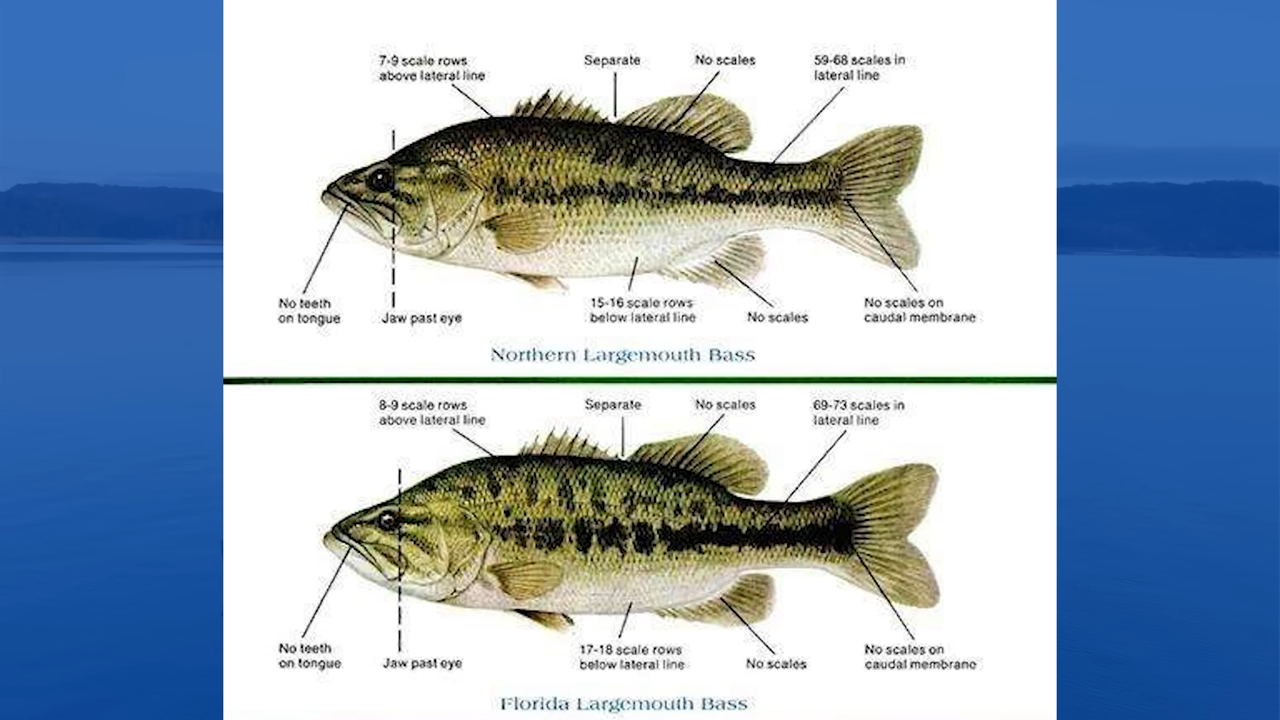 7-9 scale rows
above lateral line
Separate
No scales
59-68 scales in
lateral line
No teeth
on tongue
Jaw past eye
15-16 scale rows
below lateral line
No scales
No scales on
caudal membrane
Northern Largemouth Bass
8-9 scale rows
above lateral line
Separate
No scales
69-73 scales in
lateral line
No teeth
on tongue
Jaw past eye
17-18 scale rows
below lateral line
No scales
No scales on
caudal membrane
Florida Largemouth Bass